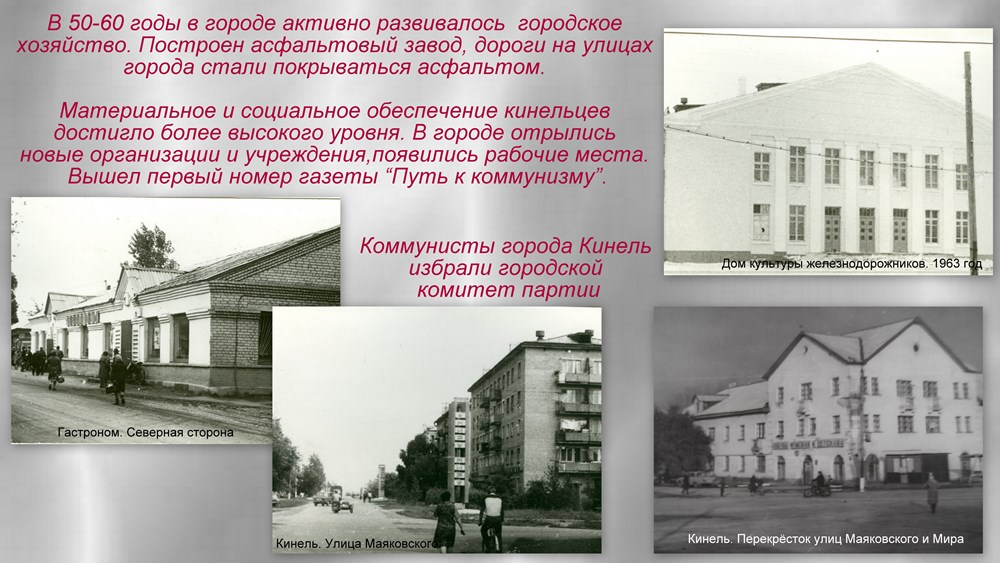 В 50-60 годы в городе активно развивалось городское
хозяйство. Построен асфальтовый завод, дороги на улицах
города стали покрываться асфальтом.
Материальное и социальное обеспечение кинельцев
достигло более высокого уровня. В городе отрылись
новые организации и учреждения,появились рабочие места.
Вышел первый номер газеты “Путь к коммунизму”.
Коммунисты города Кинель
избрали городской
комитет партии
Дом культуры железнодорожников. 1963 год
Гастроном. Северная сторона
Кинель. Улица Маяковского
Кинель. Перекрёсток улиц Маяковского и Мира